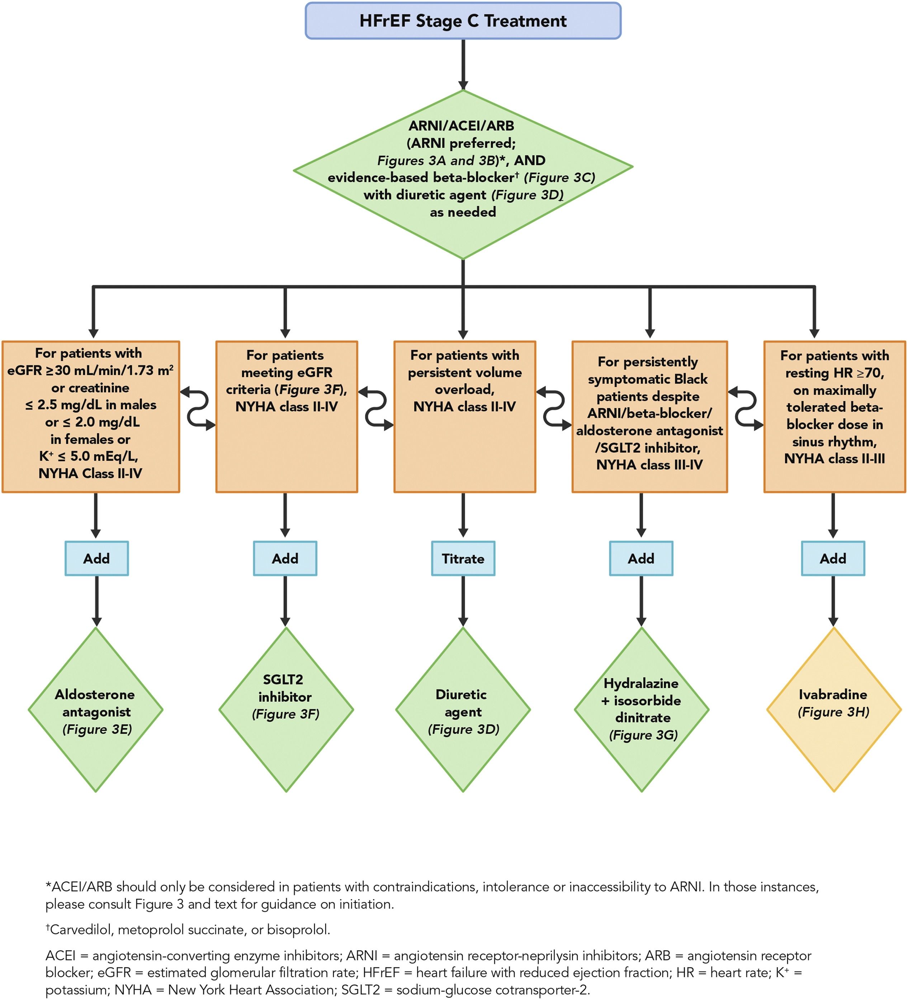 HFrEF Stage C Treatment
ARNI/ACEI/ARB
(ARNI preferred;
Figures 3A and 3B)*, AND
evidence-based beta-blocker† (Figure 3C)
with diuretic agent (Figure 3D)
as needed
For patients with
eGFR ≥30 mL/min/1.73 m²
or creatinine
≤ 2.5 mg/dL in males
or ≤ 2.0 mg/dL
in females or
K⁺ ≤ 5.0 mEq/L,
NYHA Class II-IV
For patients
meeting eGFR
criteria (Figure 3F),
NYHA class II-IV
For patients with
persistent volume
overload,
NYHA class II-IV
For persistently
symptomatic Black
patients despite
ARNI/beta-blocker/
aldosterone antagonist
/SGLT2 inhibitor,
NYHA class III-IV
For patients with
resting HR ≥70,
on maximally
tolerated beta-
blocker dose in
sinus rhythm,
NYHA class II-III
Add
Add
Titrate
Add
Add
Aldosterone
antagonist
(Figure 3E)
SGLT2
inhibitor
(Figure 3F)
Diuretic
agent
(Figure 3D)
Hydralazine
+ isosorbide
dinitrate
(Figure 3G)
Ivabradine
(Figure 3H)
*ACEI/ARB should only be considered in patients with contraindications, intolerance or inaccessibility to ARNI. In those instances,
please consult Figure 3 and text for guidance on initiation.
†Carvedilol, metoprolol succinate, or bisoprolol.
ACEI = angiotensin-converting enzyme inhibitors; ARNI = angiotensin receptor-neprilysin inhibitors; ARB = angiotensin receptor
blocker; eGFR = estimated glomerular filtration rate; HFrEF = heart failure with reduced ejection fraction; HR = heart rate; K⁺ =
potassium; NYHA = New York Heart Association; SGLT2 = sodium-glucose cotransporter-2.